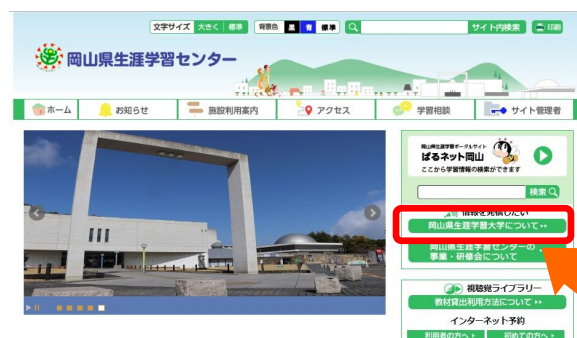 文字サイズ 大きく 標準 背景色 黒 青 標準 サイト内検索 印刷
岡山県生涯学習センター
ホーム お知らせ 施設利用案内 アクセス 学習相談 サイト管理者
岡山県生涯学習ポータルサイト
ぱるネット岡山
ここから学習情報の検索ができます
検索
情報を発信したい
岡山県生涯学習大学について
岡山県生涯学習センターの
事業・研修会について
視聴覚ライブラリー
教材貸出利用方法について
インターネット予約
利用者の方へ 初めての方へ